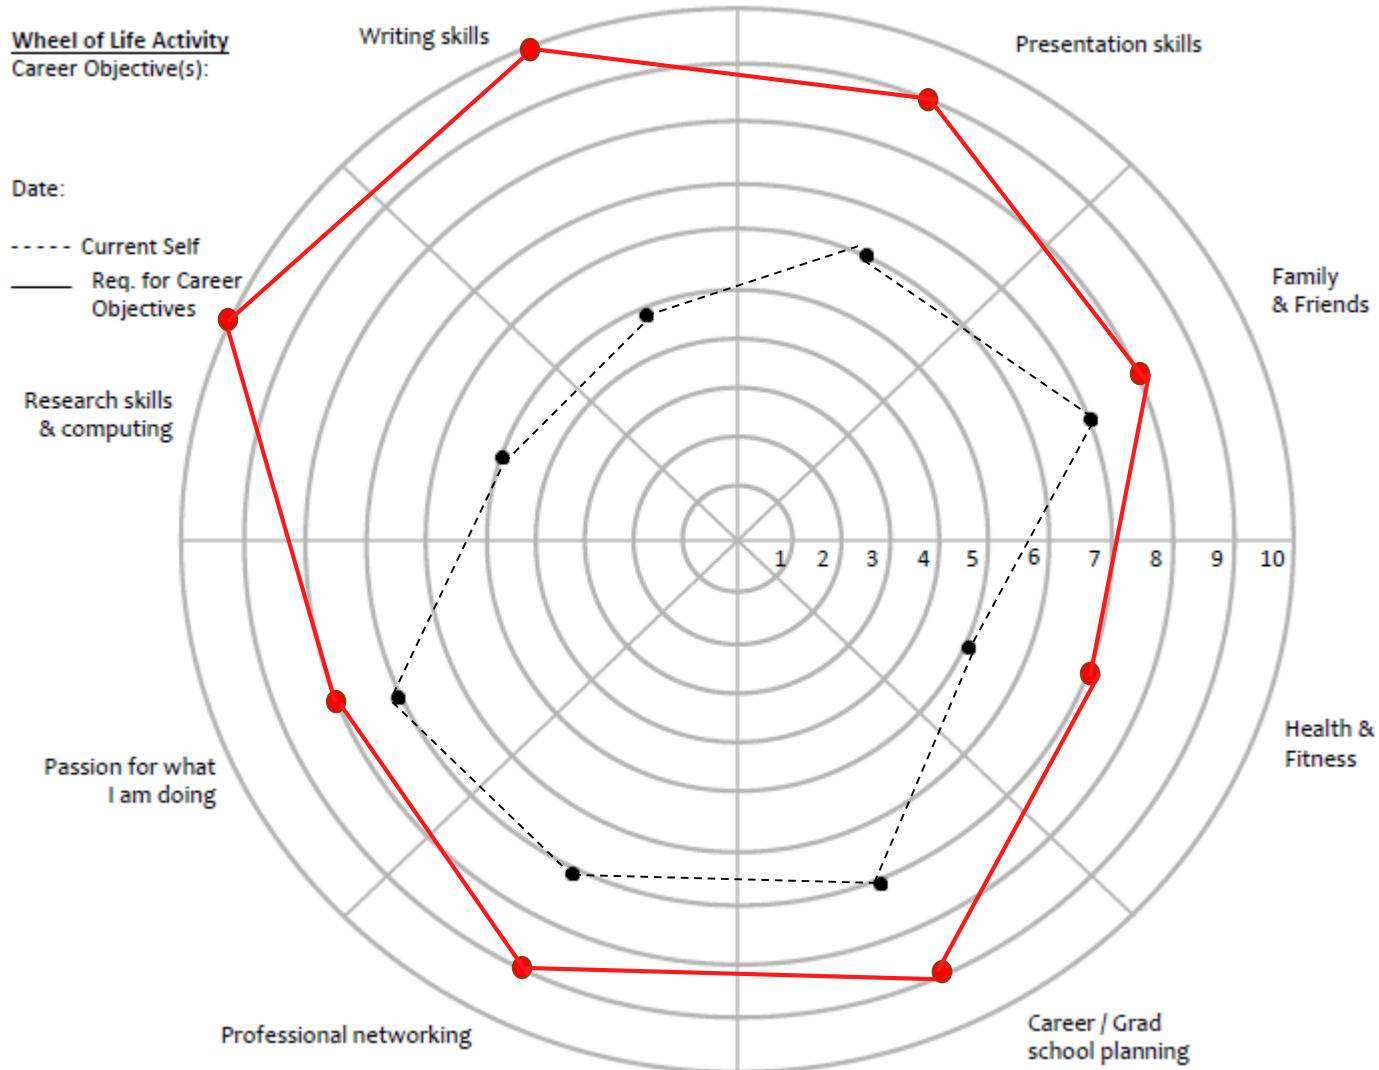 Wheel of Life Activity
Career Objective(s):
Date:
----- Current Self
Req. for Career
Objectives
Writing skills
Presentation skills
Family
& Friends
Research skills
& computing
1 2 3 4 5 6 7 8 9 10
Health &
Fitness
Passion for what
I am doing
Professional networking
Career / Grad
school planning